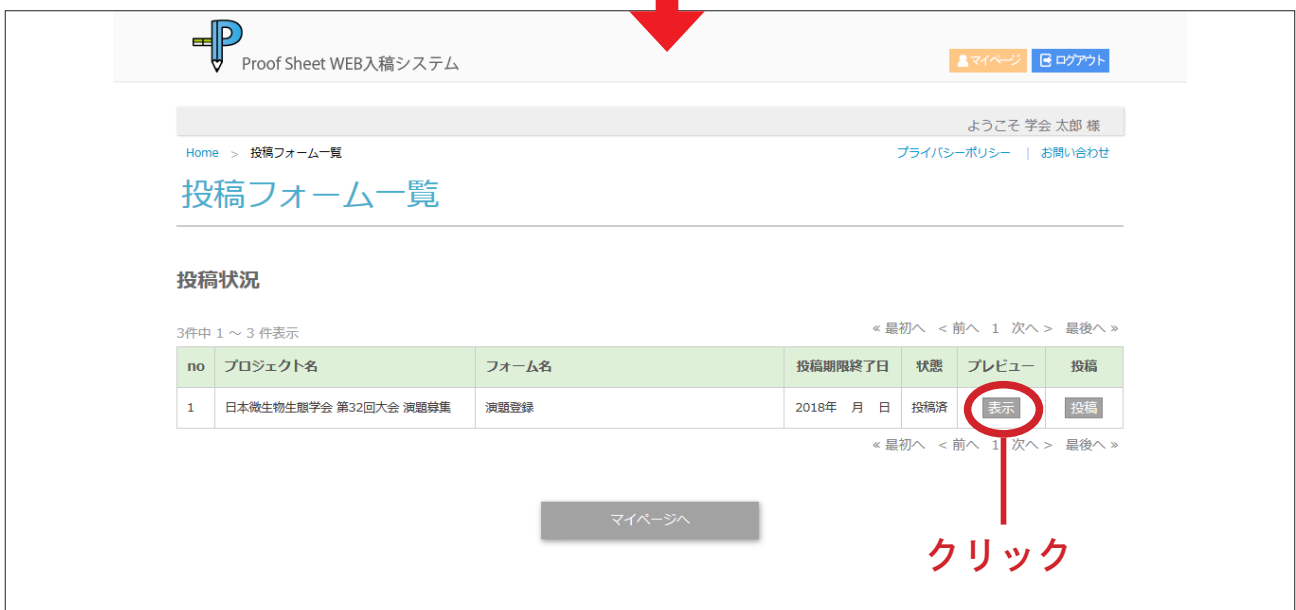 Proof Sheet WEB入稿システム
マイページ ログアウト
ようこそ 学会 太郎 様
Home > 投稿フォーム一覧 プライバシーポリシー | お問い合わせ
投稿フォーム一覧
投稿状況
3件中 1 ～ 3 件表示 « 最初へ < 前へ 1 次へ > 最後へ »
no プロジェクト名 フォーム名 投稿期限終了日 状態 プレビュー 投稿
1 日本微生物生態学会 第32回大会 演題募集 演題登録 2018年 月 日 投稿済 表示 投稿
« 最初へ < 前へ 1 次へ > 最後へ »
マイページへ
クリック